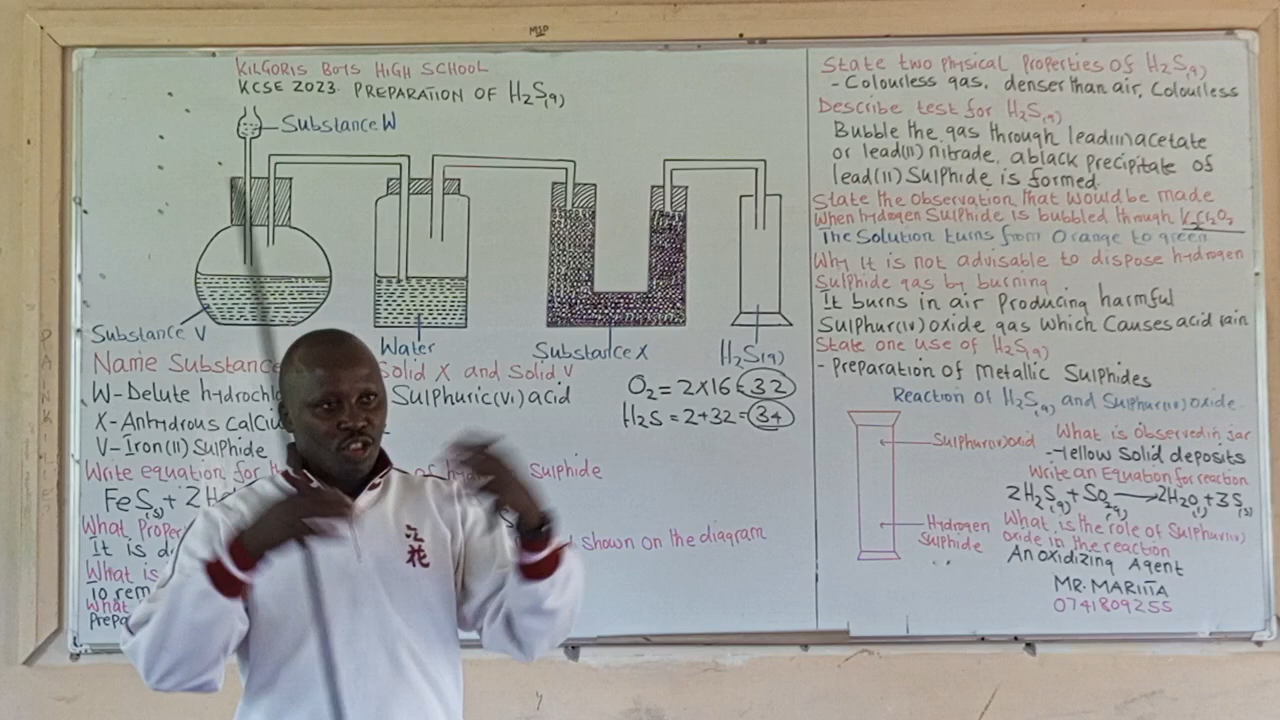 MSP
KILGORIS BOYS HIGH SCHOOL
KCSE 2023. PREPARATION OF H₂S(g)
Substance W
Substance V
Water
Substance X
H₂S(g)
Name Substance Solid X and Solid V
W-Delute hydrochlo Sulphuric(VI) acid
X-Anhydrous calciu
V-Iron(II) Sulphide
O₂ = 2X16 = 32
H₂S = 2+32 = 34
Write equation for of Sulphide
FeS(s) + 2H
What Proper shown on the diagram
It is d
What is
To rem
What
Prepa
State two physical Properties of H₂S(g)
- Colourless gas, denser than air, Colourless
Describe test for H₂S(g)
Bubble the gas through lead(II) acetate
or lead(II) nitrade, a black precipitate of
lead(II) Sulphide is formed.
State the Observation that would be made
When hydrogen Sulphide is bubbled through K₂Cr₂O₇
The Solution turns from Orange to green
Why it is not advisable to dispose hydrogen
Sulphide gas by burning
It burns in air Producing harmful
Sulphur(IV) oxide gas which Causes acid rain
State one use of H₂S(g)
- Preparation of Metallic Sulphides
Reaction of H₂S(g) and Sulphur(IV) oxide.
Sulphur(IV) oxid
Hydrogen
Sulphide
What is Observed in jar
-Yellow Solid deposits
Write an Equation for reaction
2H₂S(g) + SO₂(g) → 2H₂O(l) + 3S(s)
What is the role of Sulphur(IV)
oxide in the reaction
An oxidizing Agent
MR. MARIITA
0741809255
PAINKILLER
立花